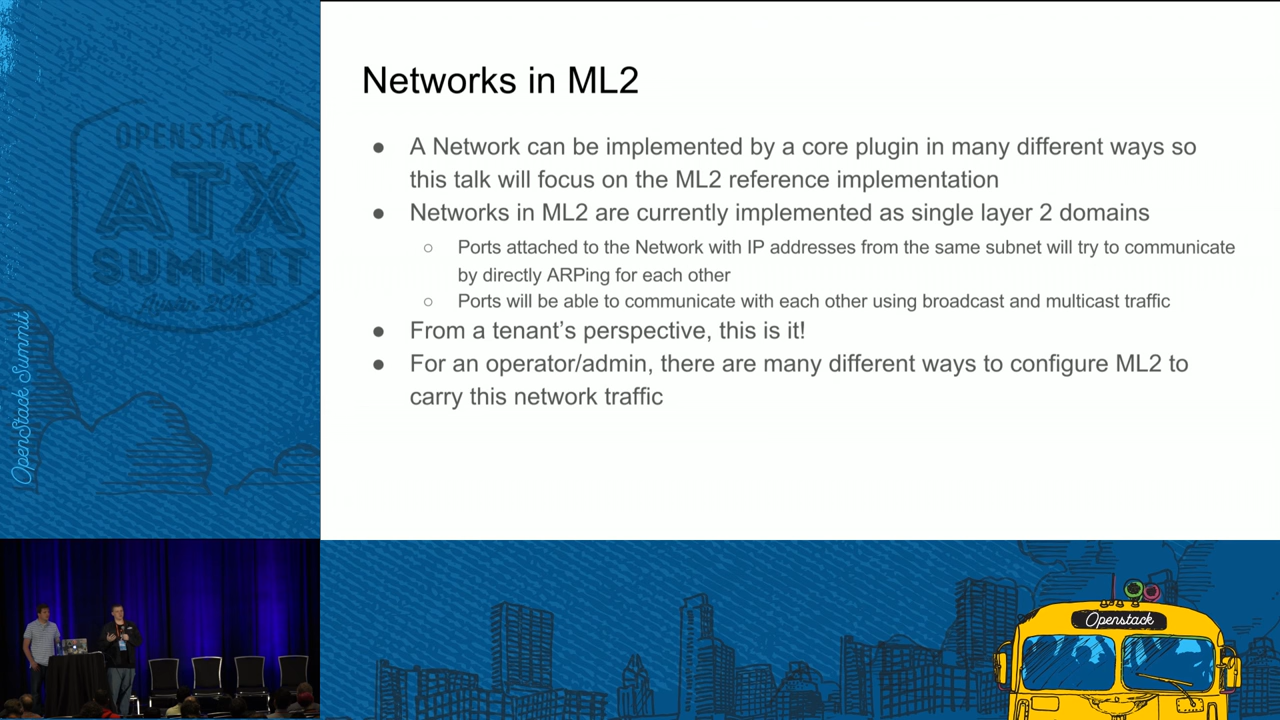 OPENSTACK
ATX
SUMMIT
Austin 2016
OpenStack Summit
Networks in ML2
● A Network can be implemented by a core plugin in many different ways so
this talk will focus on the ML2 reference implementation
● Networks in ML2 are currently implemented as single layer 2 domains
○ Ports attached to the Network with IP addresses from the same subnet will try to communicate
by directly ARPing for each other
○ Ports will be able to communicate with each other using broadcast and multicast traffic
● From a tenant's perspective, this is it!
● For an operator/admin, there are many different ways to configure ML2 to
carry this network traffic
Openstack